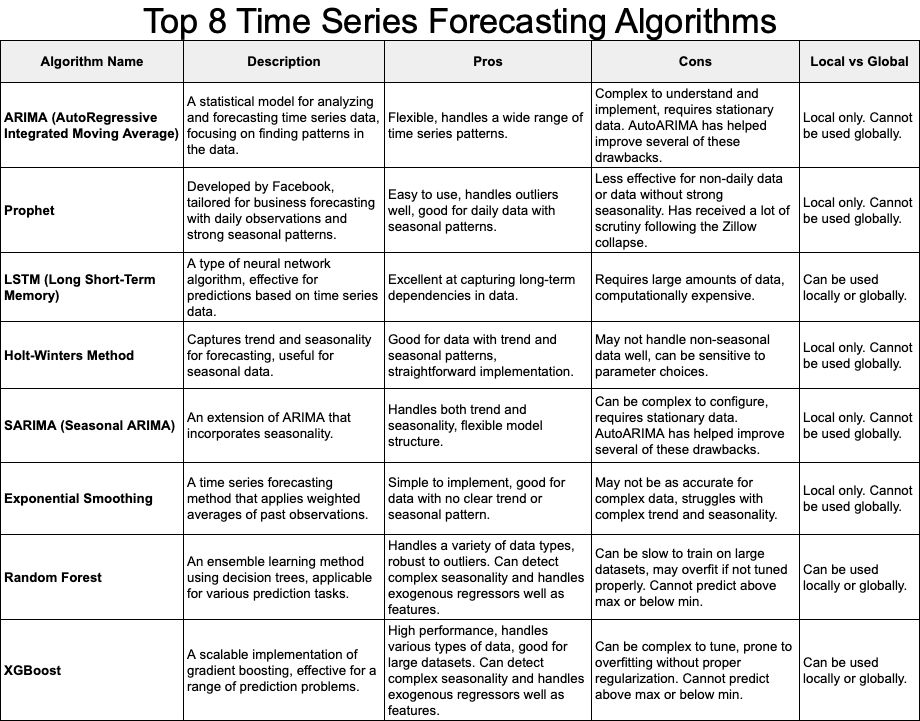 Top 8 Time Series Forecasting Algorithms
Algorithm Name
Description
Pros
Cons
Local vs Global
ARIMA (AutoRegressive
Integrated Moving Average)
A statistical model for analyzing
and forecasting time series data,
focusing on finding patterns in
the data.
Flexible, handles a wide range of
time series patterns.
Complex to understand and
implement, requires stationary
data. AutoARIMA has helped
improve several of these
drawbacks.
Local only. Cannot
be used globally.
Prophet
Developed by Facebook,
tailored for business forecasting
with daily observations and
strong seasonal patterns.
Easy to use, handles outliers
well, good for daily data with
seasonal patterns.
Less effective for non-daily data
or data without strong
seasonality. Has received a lot of
scrutiny following the Zillow
collapse.
Local only. Cannot
be used globally.
LSTM (Long Short-Term
Memory)
A type of neural network
algorithm, effective for
predictions based on time series
data.
Excellent at capturing long-term
dependencies in data.
Requires large amounts of data,
computationally expensive.
Can be used
locally or globally.
Holt-Winters Method
Captures trend and seasonality
for forecasting, useful for
seasonal data.
Good for data with trend and
seasonal patterns,
straightforward implementation.
May not handle non-seasonal
data well, can be sensitive to
parameter choices.
Local only. Cannot
be used globally.
SARIMA (Seasonal ARIMA)
An extension of ARIMA that
incorporates seasonality.
Handles both trend and
seasonality, flexible model
structure.
Can be complex to configure,
requires stationary data.
AutoARIMA has helped improve
several of these drawbacks.
Local only. Cannot
be used globally.
Exponential Smoothing
A time series forecasting
method that applies weighted
averages of past observations.
Simple to implement, good for
data with no clear trend or
seasonal pattern.
May not be as accurate for
complex data, struggles with
complex trend and seasonality.
Local only. Cannot
be used globally.
Random Forest
An ensemble learning method
using decision trees, applicable
for various prediction tasks.
Handles a variety of data types,
robust to outliers. Can detect
complex seasonality and handles
exogenous regressors well as
features.
Can be slow to train on large
datasets, may overfit if not tuned
properly. Cannot predict above
max or below min.
Can be used
locally or globally.
XGBoost
A scalable implementation of
gradient boosting, effective for a
range of prediction problems.
High performance, handles
various types of data, good for
large datasets. Can detect
complex seasonality and handles
exogenous regressors well as
features.
Can be complex to tune, prone to
overfitting without proper
regularization. Cannot predict
above max or below min.
Can be used
locally or globally.